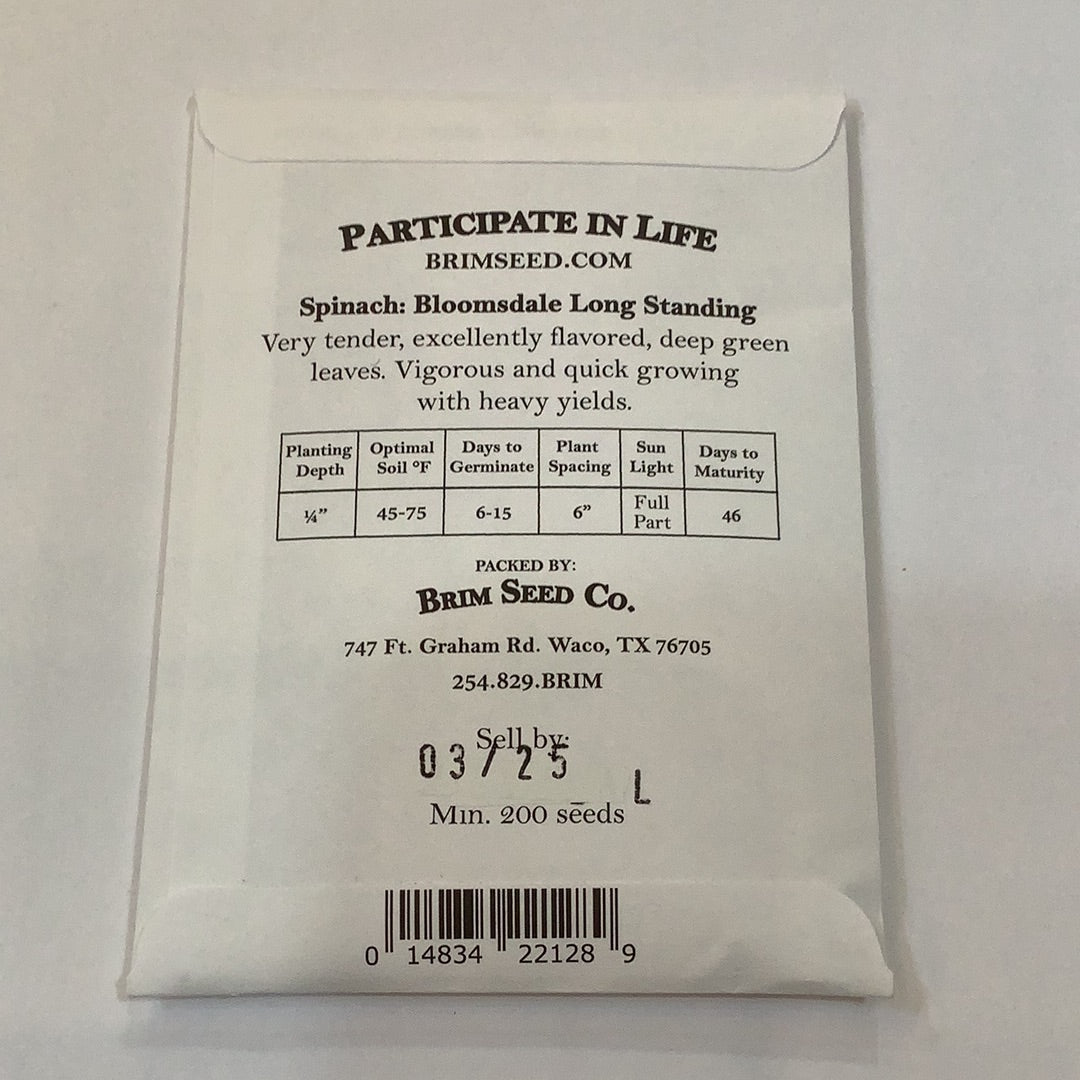 PARTICIPATE IN LIFE
BRIMSEED.COM
Spinach: Bloomsdale Long Standing
Very tender, excellently flavored, deep green
leaves. Vigorous and quick growing
with heavy yields.
Planting Depth Optimal Soil °F Days to Germinate Plant Spacing Sun Light Days to Maturity
¼” 45-75 6-15 6” Full Part 46
PACKED BY:
BRIM SEED CO.
747 Ft. Graham Rd. Waco, TX 76705
254.829.BRIM
Sell by:
03/25
L
Min. 200 seeds
0 14834 22128 9